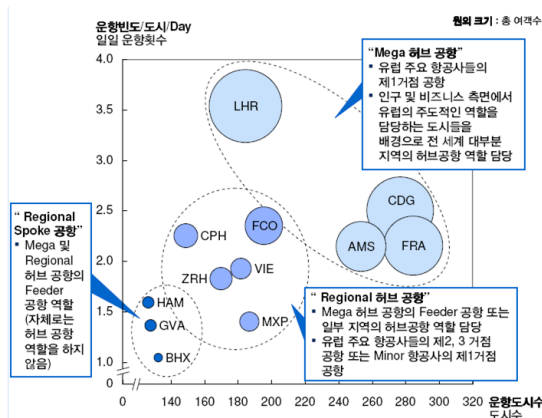 운항빈도/도시/Day
일일 운항횟수
원의 크기 : 총 여객수
4.0
3.5
3.0
2.5
2.0
1.5
1.0
0
LHR
CDG
AMS
FRA
CPH
FCO
ZRH
VIE
MXP
HAM
GVA
BHX
“Mega 허브 공항”
▪ 유럽 주요 항공사들의
제1거점 공항
▪ 인구 및 비즈니스 측면에서
유럽의 주도적인 역할을
담당하는 도시들을
배경으로 전 세계 대부분
지역의 허브공항 역할 담당
“ Regional
Spoke 공항”
▪ Mega 및
Regional
허브 공항의
Feeder
공항 역할
(자체로는
허브 공항
역할을 하지
않음)
“ Regional 허브 공항”
▪ Mega 허브 공항의 Feeder 공항 또는
일부 지역의 허브공항 역할 담당
▪ 유럽 주요 항공사들의 제2, 3 거점
공항 또는 Minor 항공사의 제1거점
공항
0 140 160 180 200 220 240 260 280 300 320
운항도시수
도시수